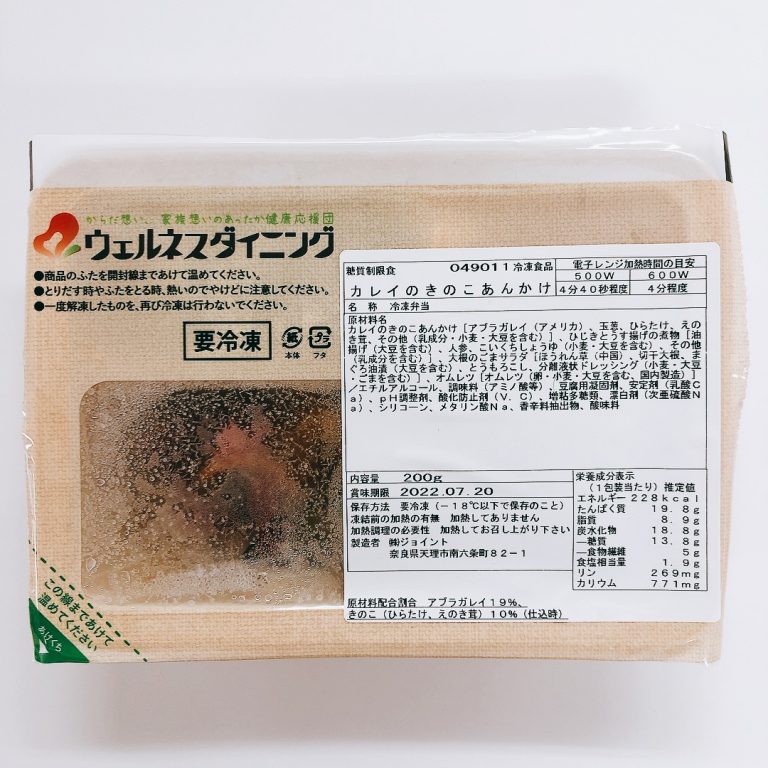 からだ想い、家族想いのあったか健康応援団
ウェルネスダイニング
●商品のふたを開封線まであけて温めてください。
●とりだす時やふたをとる時、熱いのでやけどに注意してください。
●一度解凍したものを、再び冷凍は行わないでください。
要冷凍
紙
本体
プラ
フタ
この線まであけて
温めてください
あけくち
糖質制限食 049011 冷凍食品
カレイのきのこあんかけ
電子レンジ加熱時間の目安
500W 600W
4分40秒程度 4分程度
名 称 冷凍弁当
原材料名
カレイのきのこあんかけ［アブラガレイ（アメリカ）、玉葱、ひらたけ、えの
き茸、その他（乳成分・小麦・大豆を含む）］、ひじきとうす揚げの煮物［油
揚げ（大豆を含む）、人参、こいくちしょうゆ（小麦・大豆を含む）、その他
（乳成分を含む）］、大根のごまサラダ［ほうれん草（中国）、切干大根、ま
ぐろ油漬（大豆を含む）、とうもろこし、分離液状ドレッシング（小麦・大豆
・ごまを含む）］、オムレツ［オムレツ（卵・小麦・大豆を含む、国内製造）］
／エチルアルコール、調味料（アミノ酸等）、豆腐用凝固剤、安定剤（乳酸C
a）、pH調整剤、酸化防止剤（V．C）、増粘多糖類、漂白剤（次亜硫酸N
a）、シリコーン、メタリン酸Na、香辛料抽出物、酸味料
内容量 200g
賞味期限 2022.07.20
保存方法 要冷凍（－18℃以下で保存のこと）
凍結前の加熱の有無 加熱してありません
加熱調理の必要性 加熱してお召し上がり下さい
製造者 ㈱ジョイント
奈良県天理市南六条町82－1
栄養成分表示
（1包装当たり）推定値
エネルギー 228kcal
たんぱく質 19.8g
脂質 8.9g
炭水化物 18.8g
―糖質 13.8g
―食物繊維 5g
食塩相当量 1.9g
リン 269mg
カリウム 771mg
原材料配合割合 アブラガレイ19%、
きのこ（ひらたけ、えのき茸）10%（仕込時）